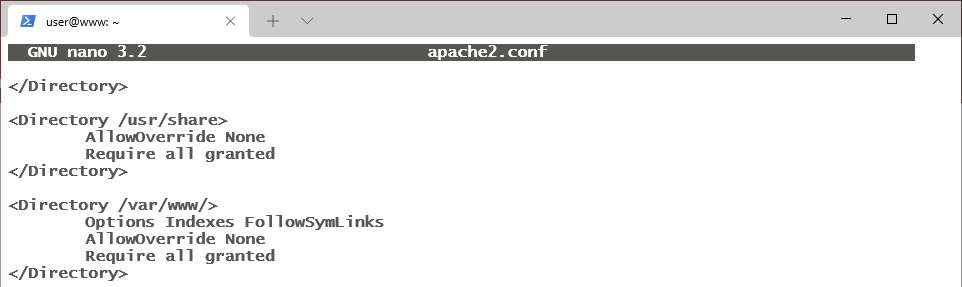 user@www: ~
GNU nano 3.2 apache2.conf
</Directory>
<Directory /usr/share>
AllowOverride None
Require all granted
</Directory>
<Directory /var/www/>
Options Indexes FollowSymLinks
AllowOverride None
Require all granted
</Directory>